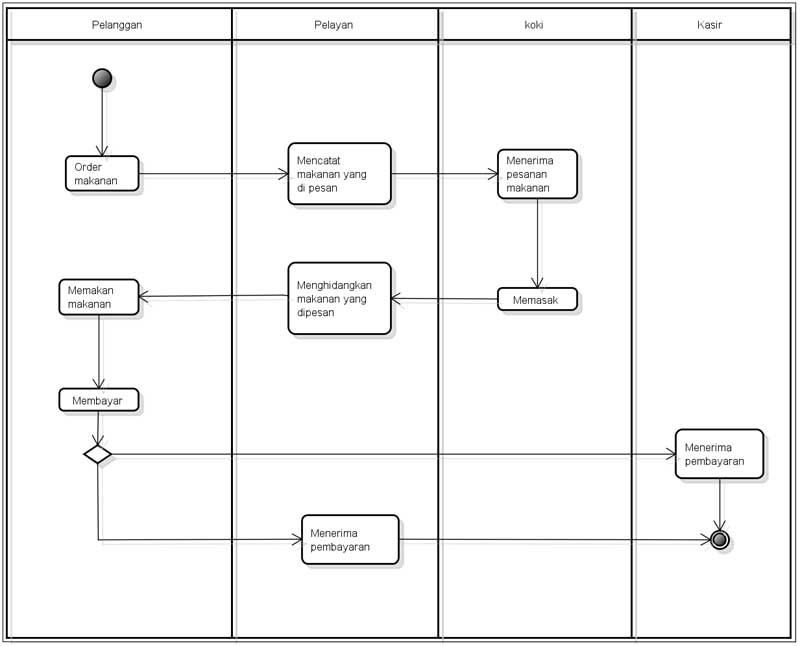 Pelanggan
Pelayan
koki
Kasir
Order
makanan
Mencatat
makanan yang
di pesan
Menerima
pesanan
makanan
Memakan
makanan
Menghidangkan
makanan yang
dipesan
Memasak
Membayar
Menerima
pembayaran
Menerima
pembayaran